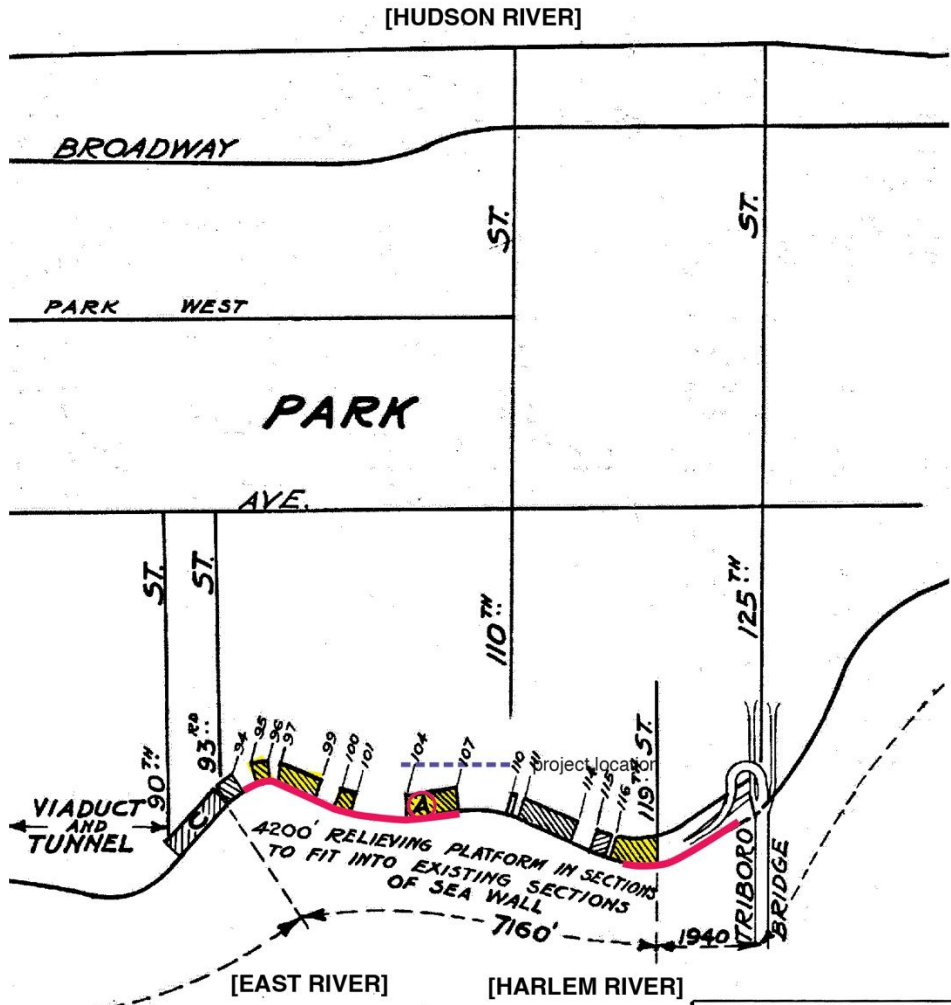 [HUDSON RIVER]
BROADWAY
ST.
ST.
PARK WEST
PARK
AVE.
ST.
ST.
110TH
125TH
90TH
93RD
94
95
96
97
99
100
101
104
107
110
111
114
115
116TH
119TH ST.
project location
C
A
VIADUCT
AND
TUNNEL
4200' RELIEVING PLATFORM IN SECTIONS
TO FIT INTO EXISTING SECTIONS
OF SEA WALL
7160'
1940
TRIBORO
BRIDGE
[EAST RIVER]
[HARLEM RIVER]